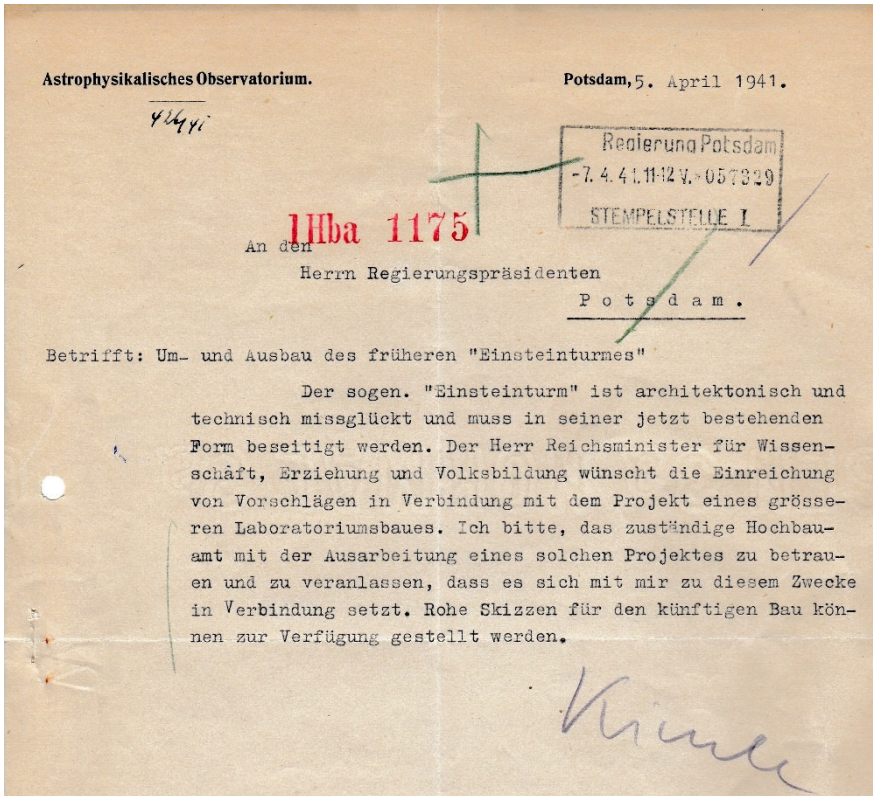 Astrophysikalisches Observatorium.
Potsdam, 5. April 1941.
426/41
Regierung Potsdam
-7.4.41.11-12 V. * 057329
STEMPELSTELLE I
IHba 1175
An den
Herrn Regierungspräsidenten
Potsdam.
Betrifft: Um- und Ausbau des früheren "Einsteinturmes"
Der sogen. "Einsteinturm" ist architektonisch und
technisch missglückt und muss in seiner jetzt bestehenden
Form beseitigt werden. Der Herr Reichsminister für Wissen-
schaft, Erziehung und Volksbildung wünscht die Einreichung
von Vorschlägen in Verbindung mit dem Projekt eines grösse-
ren Laboratoriumsbaues. Ich bitte, das zuständige Hochbau-
amt mit der Ausarbeitung eines solchen Projektes zu betrau-
en und zu veranlassen, dass es sich mit mir zu diesem Zwecke
in Verbindung setzt. Rohe Skizzen für den künftigen Bau kön-
nen zur Verfügung gestellt werden.
Kienle